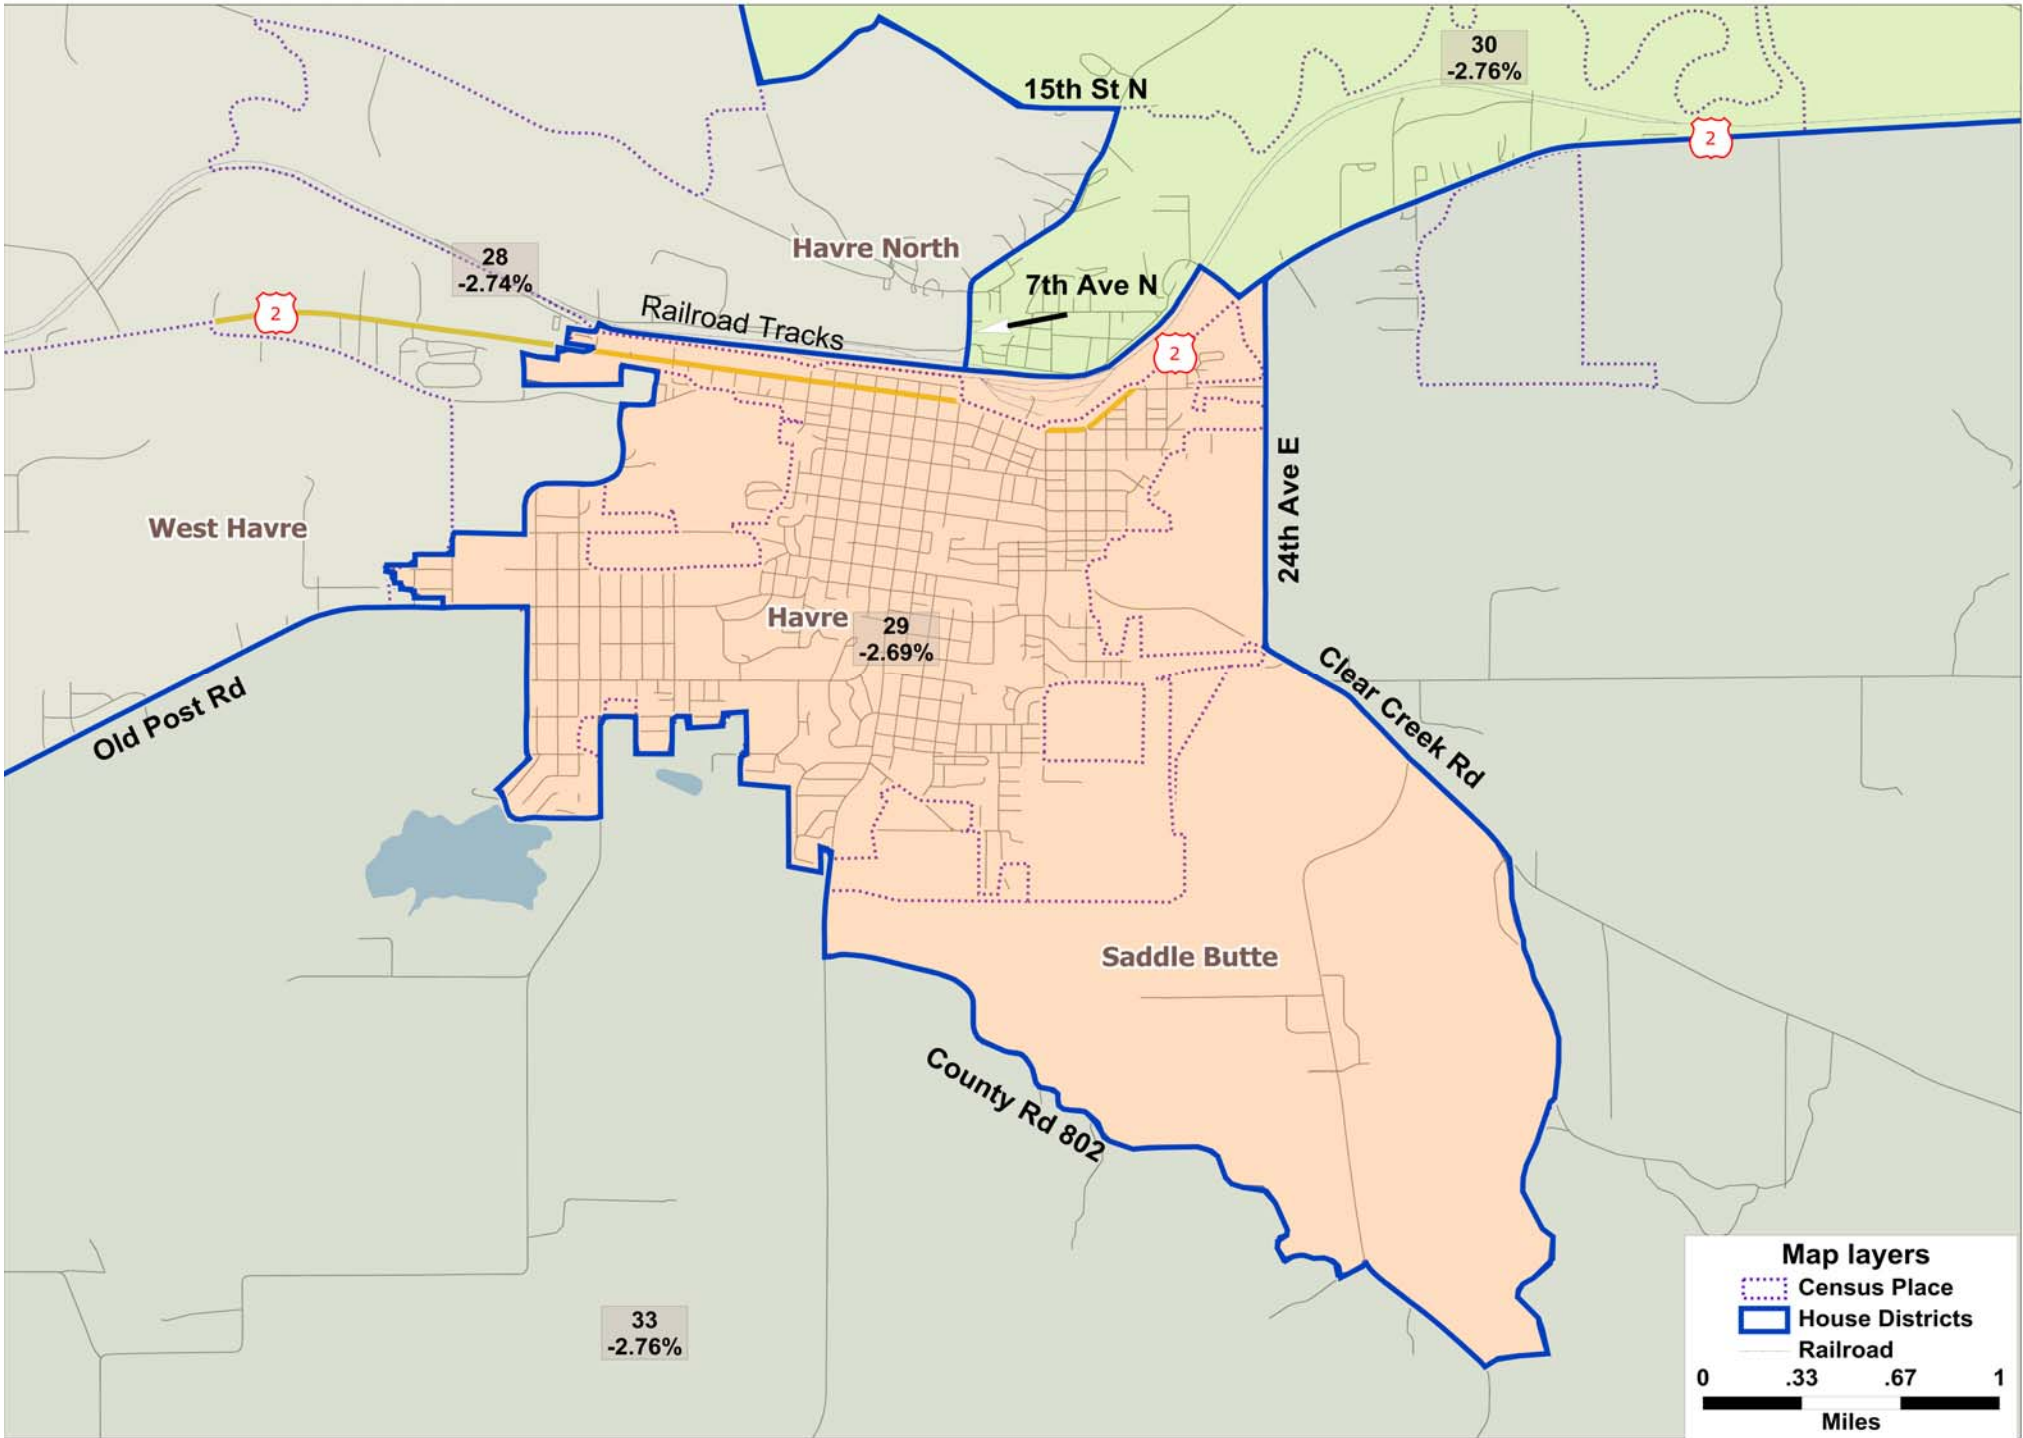 30
-2.76%
15th St N
2
28
-2.74%
Havre North
7th Ave N
2
Railroad Tracks
2
24th Ave E
West Havre
Havre
29
-2.69%
Clear Creek Rd
Old Post Rd
Saddle Butte
County Rd 802
33
-2.76%
Map layers
Census Place
House Districts
Railroad
0 .33 .67 1
Miles